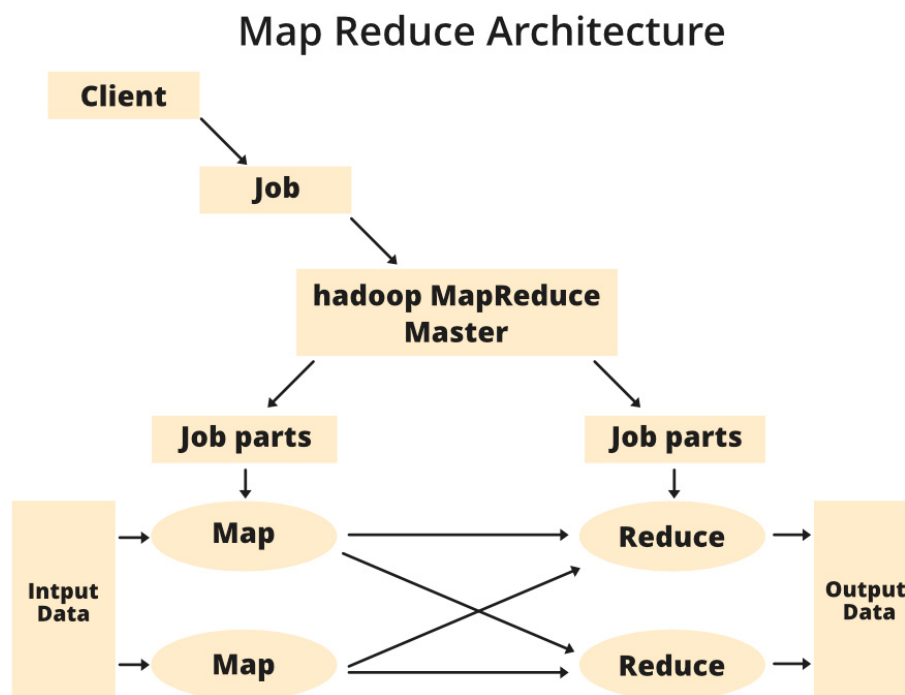 Map Reduce Architecture
Client
Job
hadoop MapReduce
Master
Job parts
Job parts
Map
Reduce
Intput
Data
Output
Data
Map
Reduce